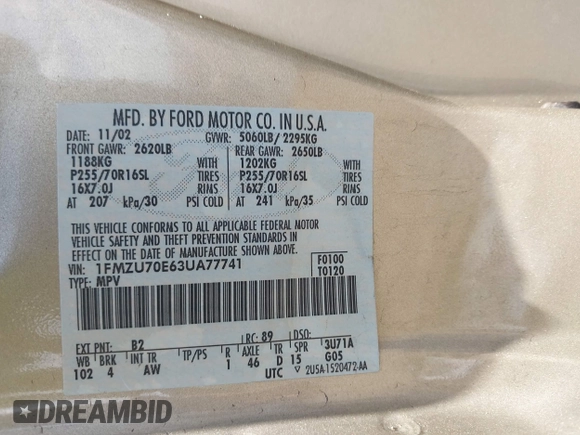 MFD. BY FORD MOTOR CO. IN U.S.A.
DATE: 11/02 GVWR: 5060LB/ 2295KG
FRONT GAWR: 2620LB REAR GAWR: 2650LB
1188KG WITH 1202KG WITH
P255/70R16SL TIRES P255/70R16SL TIRES
16X7.0J RIMS 16X7.0J RIMS
AT 207 kPa/30 PSI COLD AT 241 kPa/35 PSI COLD
THIS VEHICLE CONFORMS TO ALL APPLICABLE FEDERAL MOTOR
VEHICLE SAFETY AND THEFT PREVENTION STANDARDS IN
EFFECT ON THE DATE OF MANUFACTURE SHOWN ABOVE.
VIN: 1FMZU70E63UA77741 F0100
TYPE: MPV T0120
EXT PNT: B2 RC: 89 DSO:
WB BRK INT TR TP/PS R AXLE TR SPR 3U71A
102 4 AW 1 46 D 15 G05
UTC ▽ 2U5A1S20472 AA
DREAMBID